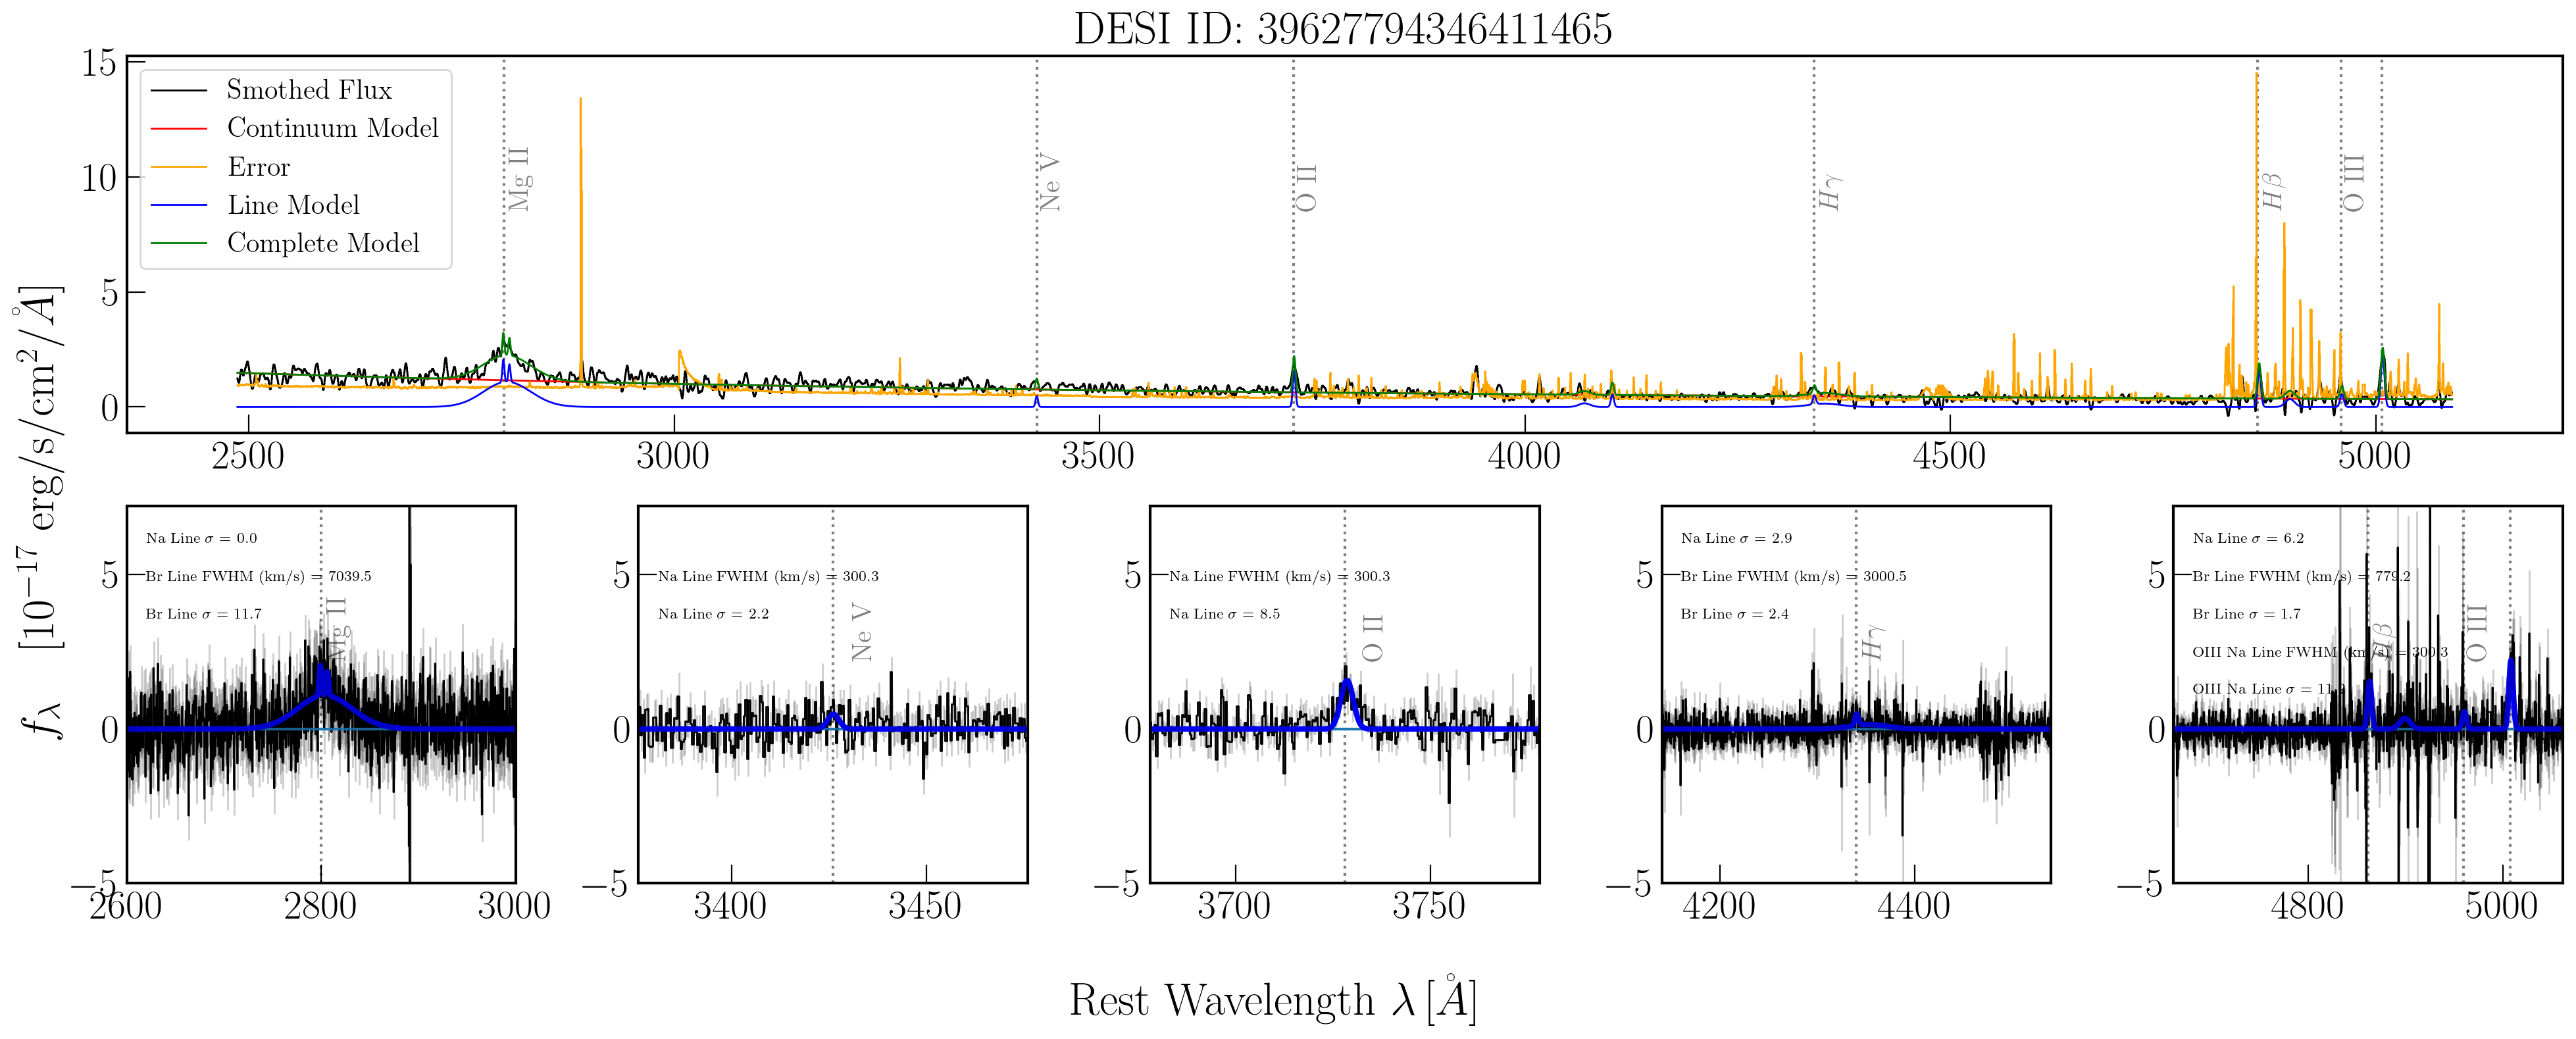 DESI ID: 39627794346411465
15
10
5
0
Smothed Flux
Continuum Model
Error
Line Model
Complete Model
Mg II
Ne V
O II
Hγ
Hβ
O III
2500 3000 3500 4000 4500 5000
f_λ [10^{-17} erg/s/cm²/Å]
Na Line σ = 0.0
Br Line FWHM (km/s) = 7039.5
Br Line σ = 11.7
Mg II
5
0
−5
2600 2800 3000
Na Line FWHM (km/s) = 300.3
Na Line σ = 2.2
Ne V
5
0
−5
3400 3450
Na Line FWHM (km/s) = 300.3
Na Line σ = 8.5
O II
5
0
−5
3700 3750
Na Line σ = 2.9
Br Line FWHM (km/s) = 3000.5
Br Line σ = 2.4
Hγ
5
0
−5
4200 4400
Na Line σ = 6.2
Br Line FWHM (km/s) = 779.2
Br Line σ = 1.7
OIII Na Line FWHM (km/s) = 300.3
OIII Na Line σ =
Hβ
O III
5
0
−5
4800 5000
Rest Wavelength λ [Å]